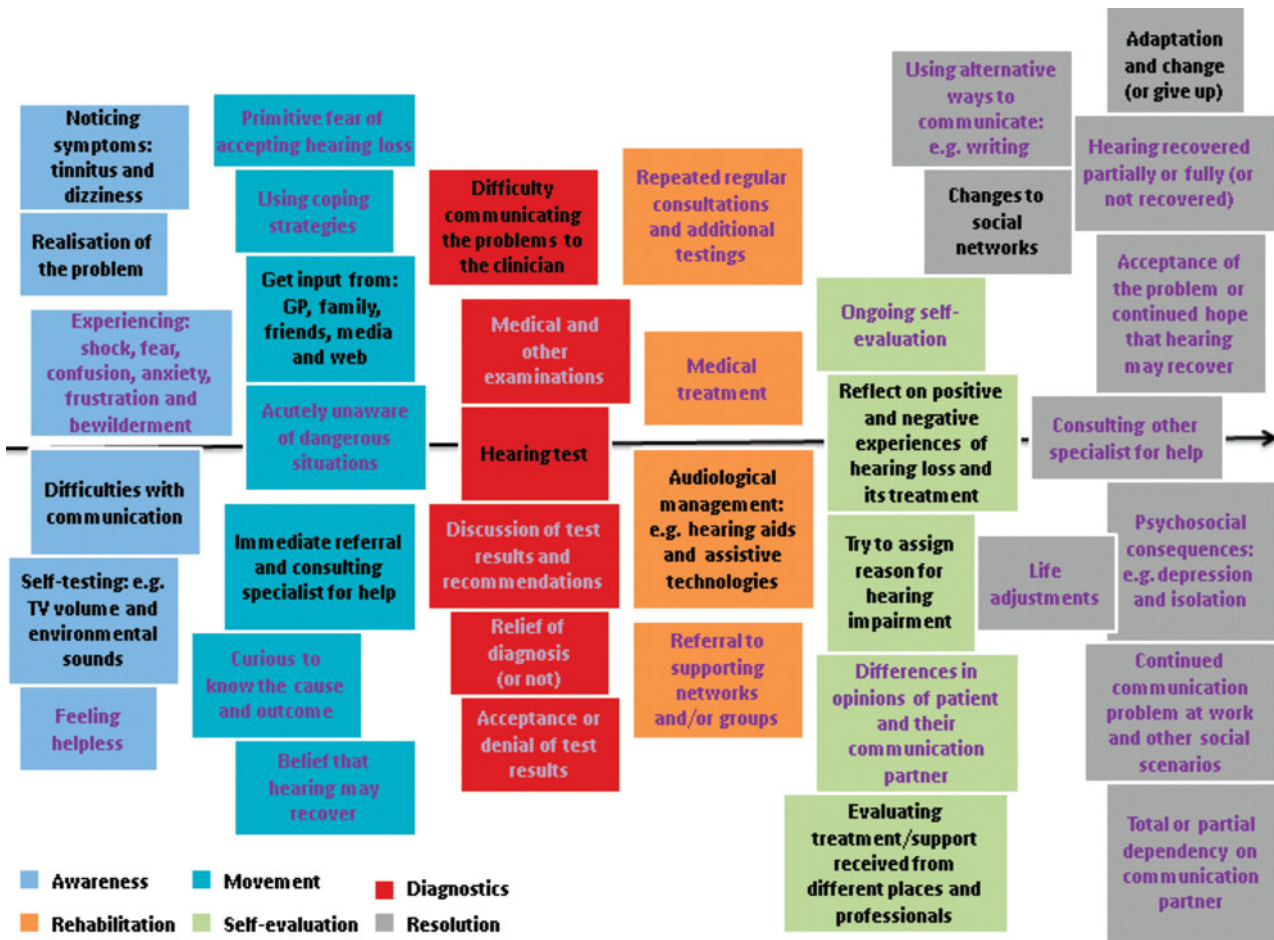 Noticing
symptoms:
tinnitus and
dizziness
Realisation of
the problem
Experiencing:
shock, fear,
confusion, anxiety,
frustration and
bewilderment
Difficulties with
communication
Self-testing: e.g.
TV volume and
environmental
sounds
Feeling
helpless
Primitive fear of
accepting hearing loss
Using coping
strategies
Get input from:
GP, family,
friends, media
and web
Acutely unaware
of dangerous
situations
Immediate referral
and consulting
specialist for help
Curious to
know the cause
and outcome
Belief that
hearing may
recover
Difficulty
communicating
the problems to
the clinician
Medical and
other
examinations
Hearing test
Discussion of test
results and
recommendations
Relief of
diagnosis
(or not)
Acceptance or
denial of test
results
Repeated regular
consultations
and additional
testings
Medical
treatment
Audiological
management:
e.g. hearing aids
and assistive
technologies
Referral to
supporting
networks
and/or groups
Ongoing self-
evaluation
Reflect on positive
and negative
experiences of
hearing loss and
its treatment
Try to assign
reason for
hearing
impairment
Differences in
opinions of patient
and their
communication
partner
Evaluating
treatment/support
received from
different places and
professionals
Using alternative
ways to
communicate:
e.g. writing
Changes to
social
networks
Adaptation
and change
(or give up)
Hearing recovered
partially or fully (or
not recovered)
Acceptance of
the problem or
continued hope
that hearing
may recover
Consulting other
specialist for help
Life
adjustments
Psychosocial
consequences:
e.g. depression
and isolation
Continued
communication
problem at work
and other social
scenarios
Total or partial
dependency on
communication
partner
Awareness
Movement
Diagnostics
Rehabilitation
Self-evaluation
Resolution